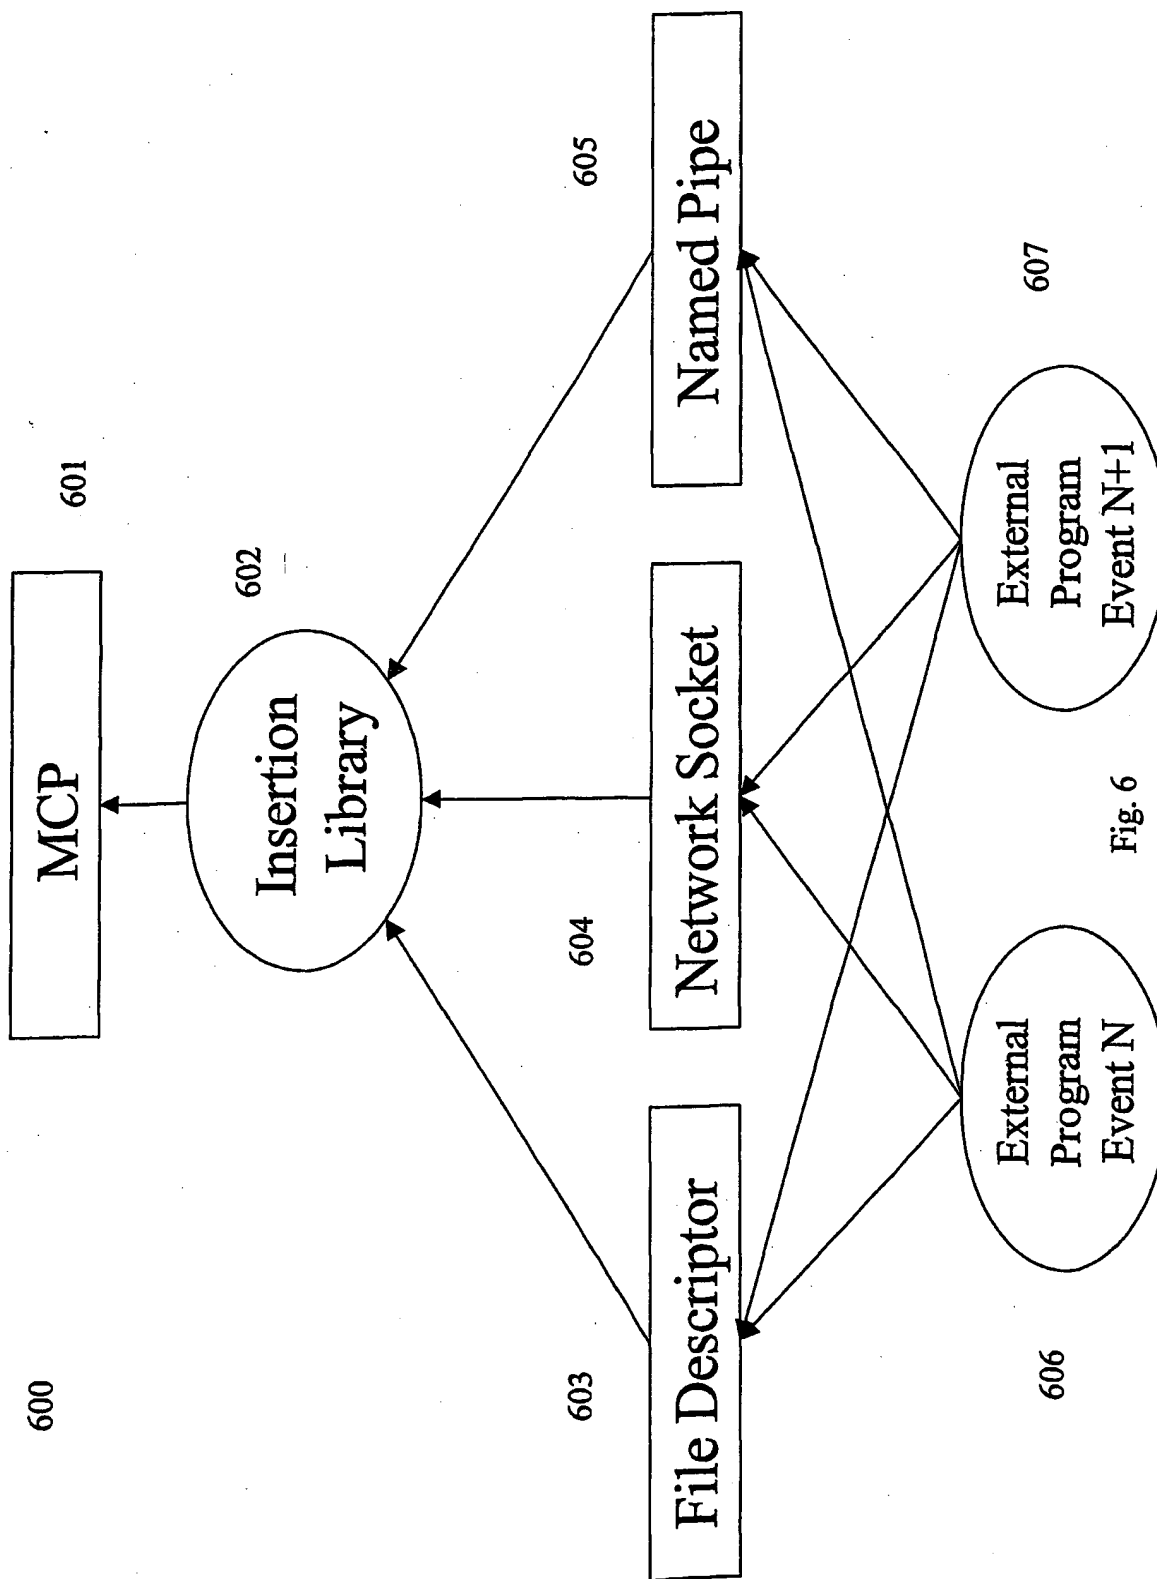 600
MCP
601
Insertion
Library
602
603
604
605
File Descriptor
Network Socket
Named Pipe
606
External
Program
Event N
External
Program
Event N+1
607
Fig. 6